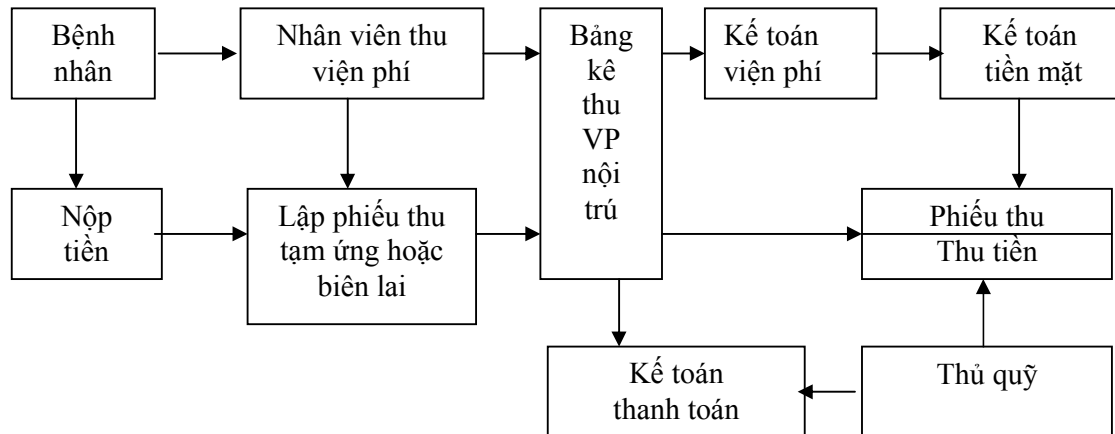 Bệnh
nhân
Nhân viên thu
viện phí
Bảng
kê
thu
VP
nội
trú
Kế toán
viện phí
Kế toán
tiền mặt
Nộp
tiền
Lập phiếu thu
tạm ứng hoặc
biên lai
Phiếu thu
Thu tiền
Kế toán
thanh toán
Thủ quỹ